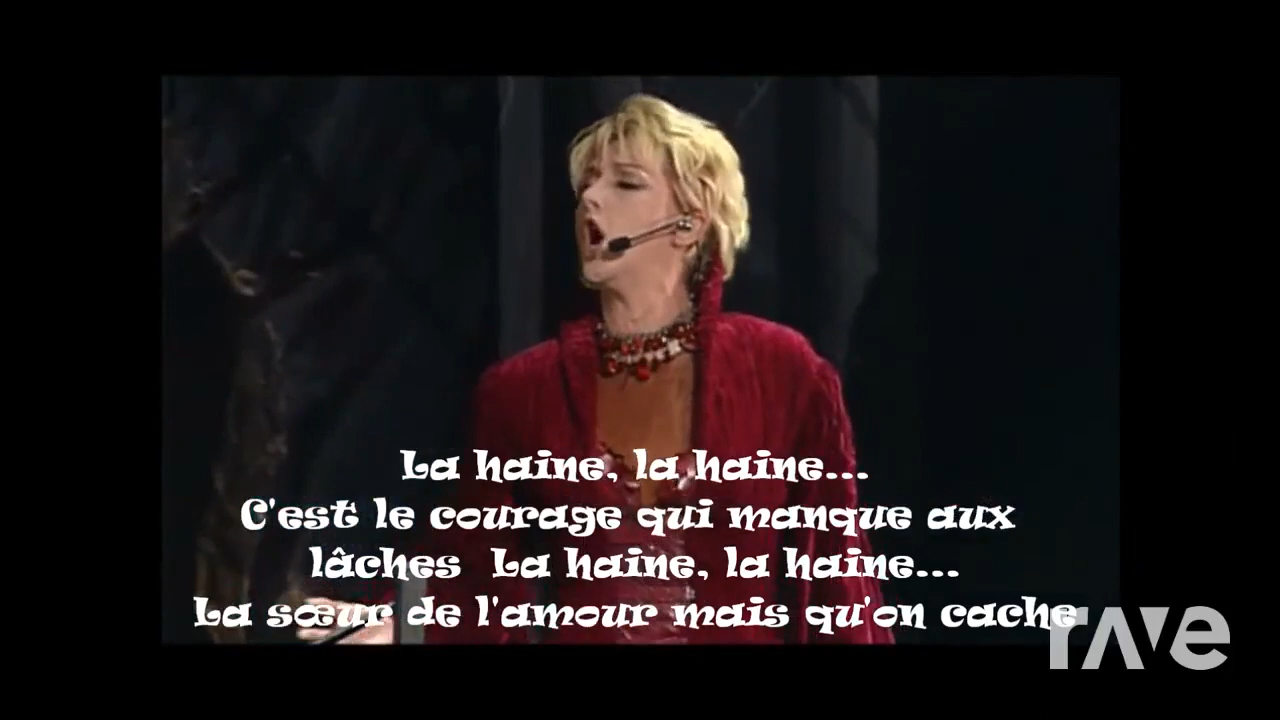 La haine, la haine...
C'est le courage qui manque aux
lâches  La haine, la haine...
La sœur de l'amour mais qu'on cache
rave